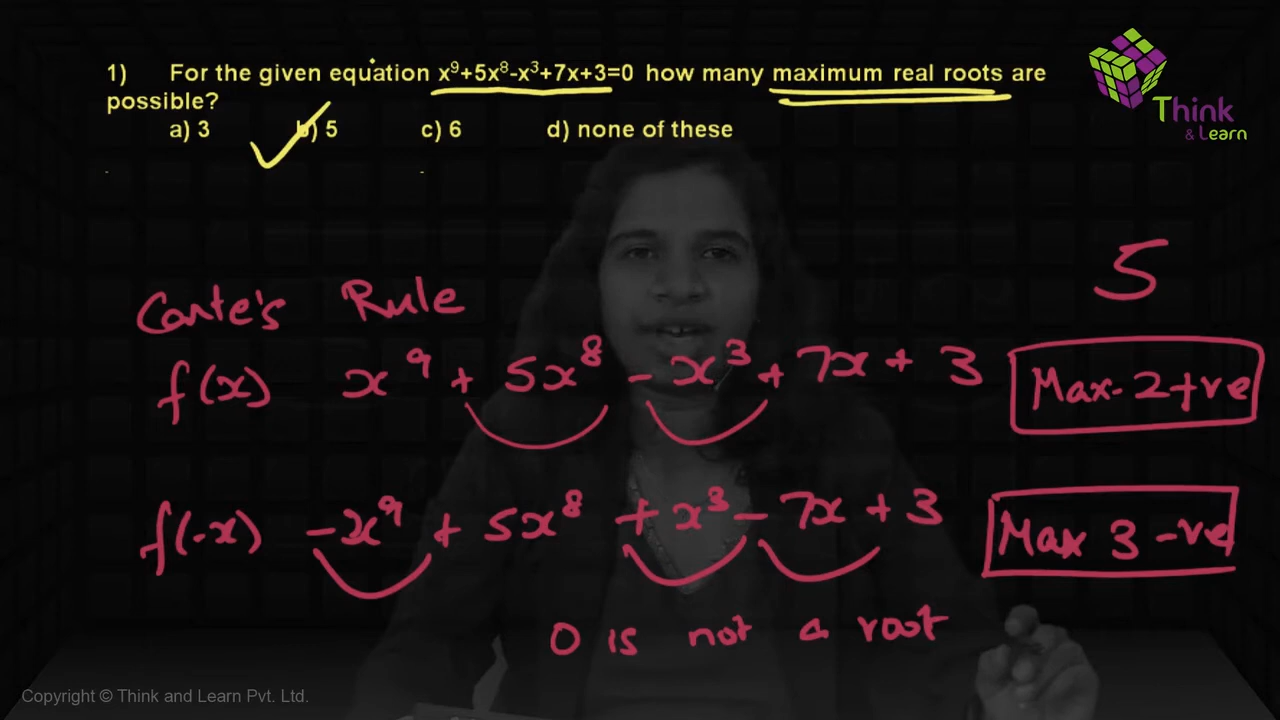 1) For the given equation x⁹+5x⁸-x³+7x+3=0 how many maximum real roots are
possible?
a) 3 b) 5 c) 6 d) none of these
Think
& Learn
5
Carte's Rule
f(x) x⁹ + 5x⁸ - x³ + 7x + 3 Max- 2 +ve
f(-x) -x⁹ + 5x⁸ + x³ - 7x + 3 Max 3 -ve
0 is not a root
Copyright © Think and Learn Pvt. Ltd.